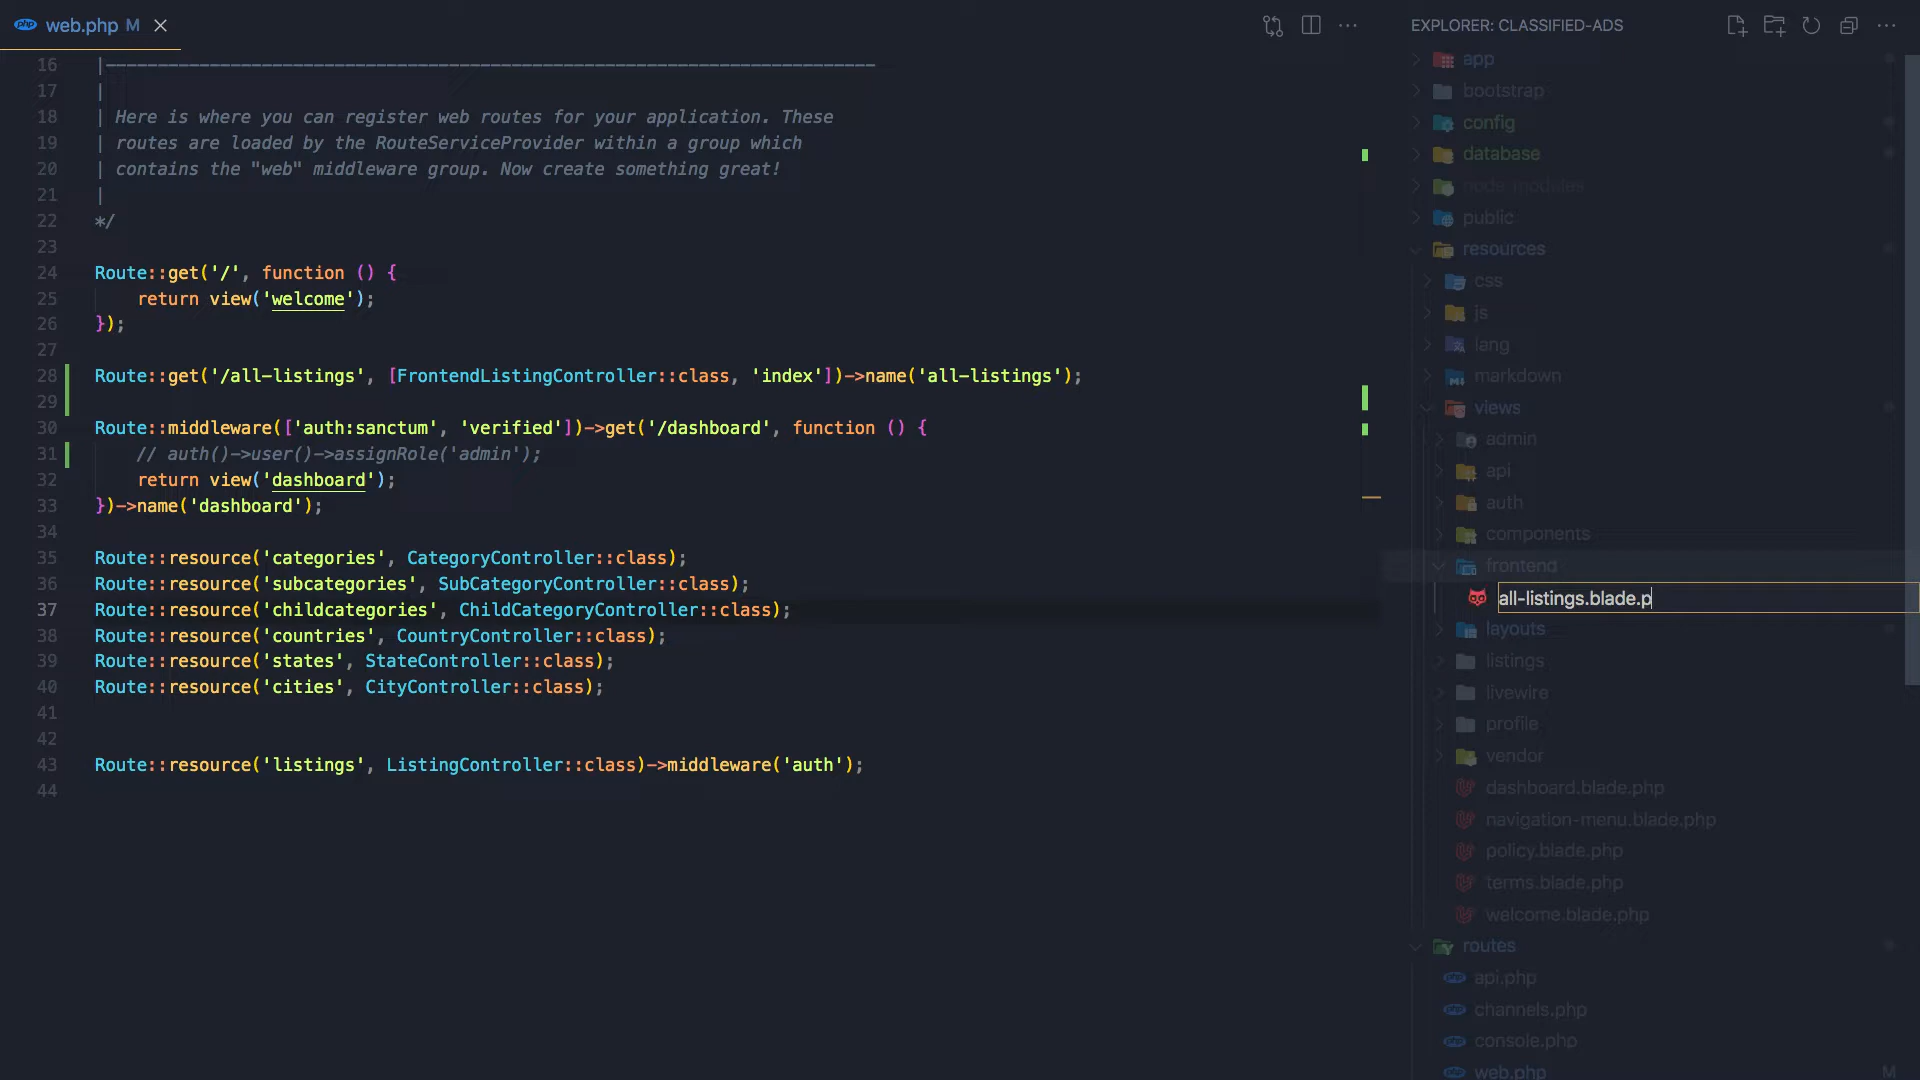 web.php M
EXPLORER: CLASSIFIED-ADS
16 |--------------------------------------------------------------------------
17 |
18 | Here is where you can register web routes for your application. These
19 | routes are loaded by the RouteServiceProvider within a group which
20 | contains the "web" middleware group. Now create something great!
21 |
22 */
23
24 Route::get('/', function () {
25 return view('welcome');
26 });
27
28 Route::get('/all-listings', [FrontendListingController::class, 'index'])->name('all-listings');
29
30 Route::middleware(['auth:sanctum', 'verified'])->get('/dashboard', function () {
31 // auth()->user()->assignRole('admin');
32 return view('dashboard');
33 })->name('dashboard');
34
35 Route::resource('categories', CategoryController::class);
36 Route::resource('subcategories', SubCategoryController::class);
37 Route::resource('childcategories', ChildCategoryController::class);
38 Route::resource('countries', CountryController::class);
39 Route::resource('states', StateController::class);
40 Route::resource('cities', CityController::class);
41
42
43 Route::resource('listings', ListingController::class)->middleware('auth');
44
app
bootstrap
config
database
node_modules
public
resources
css
js
lang
markdown
views
admin
api
auth
components
frontend
all-listings.blade.p
layouts
listings
livewire
profile
vendor
dashboard.blade.php
navigation-menu.blade.php
policy.blade.php
terms.blade.php
welcome.blade.php
routes
api.php
channels.php
console.php
web.php M